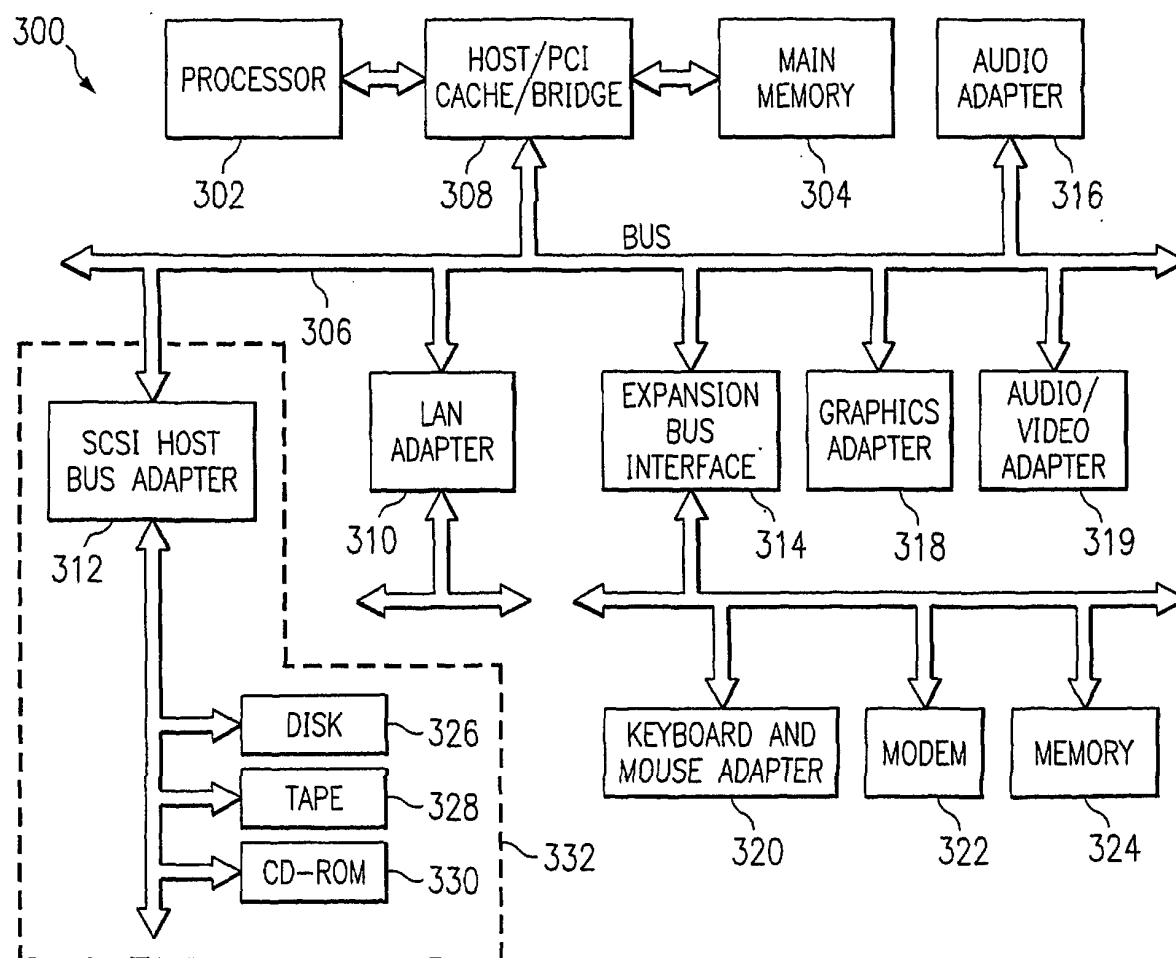 300
PROCESSOR
302
HOST/PCI
CACHE/BRIDGE
308
MAIN
MEMORY
304
AUDIO
ADAPTER
316
BUS
306
SCSI HOST
BUS ADAPTER
312
LAN
ADAPTER
310
EXPANSION
BUS
INTERFACE
314
GRAPHICS
ADAPTER
318
AUDIO/
VIDEO
ADAPTER
319
DISK
326
TAPE
328
CD-ROM
330
332
KEYBOARD AND
MOUSE ADAPTER
320
MODEM
322
MEMORY
324